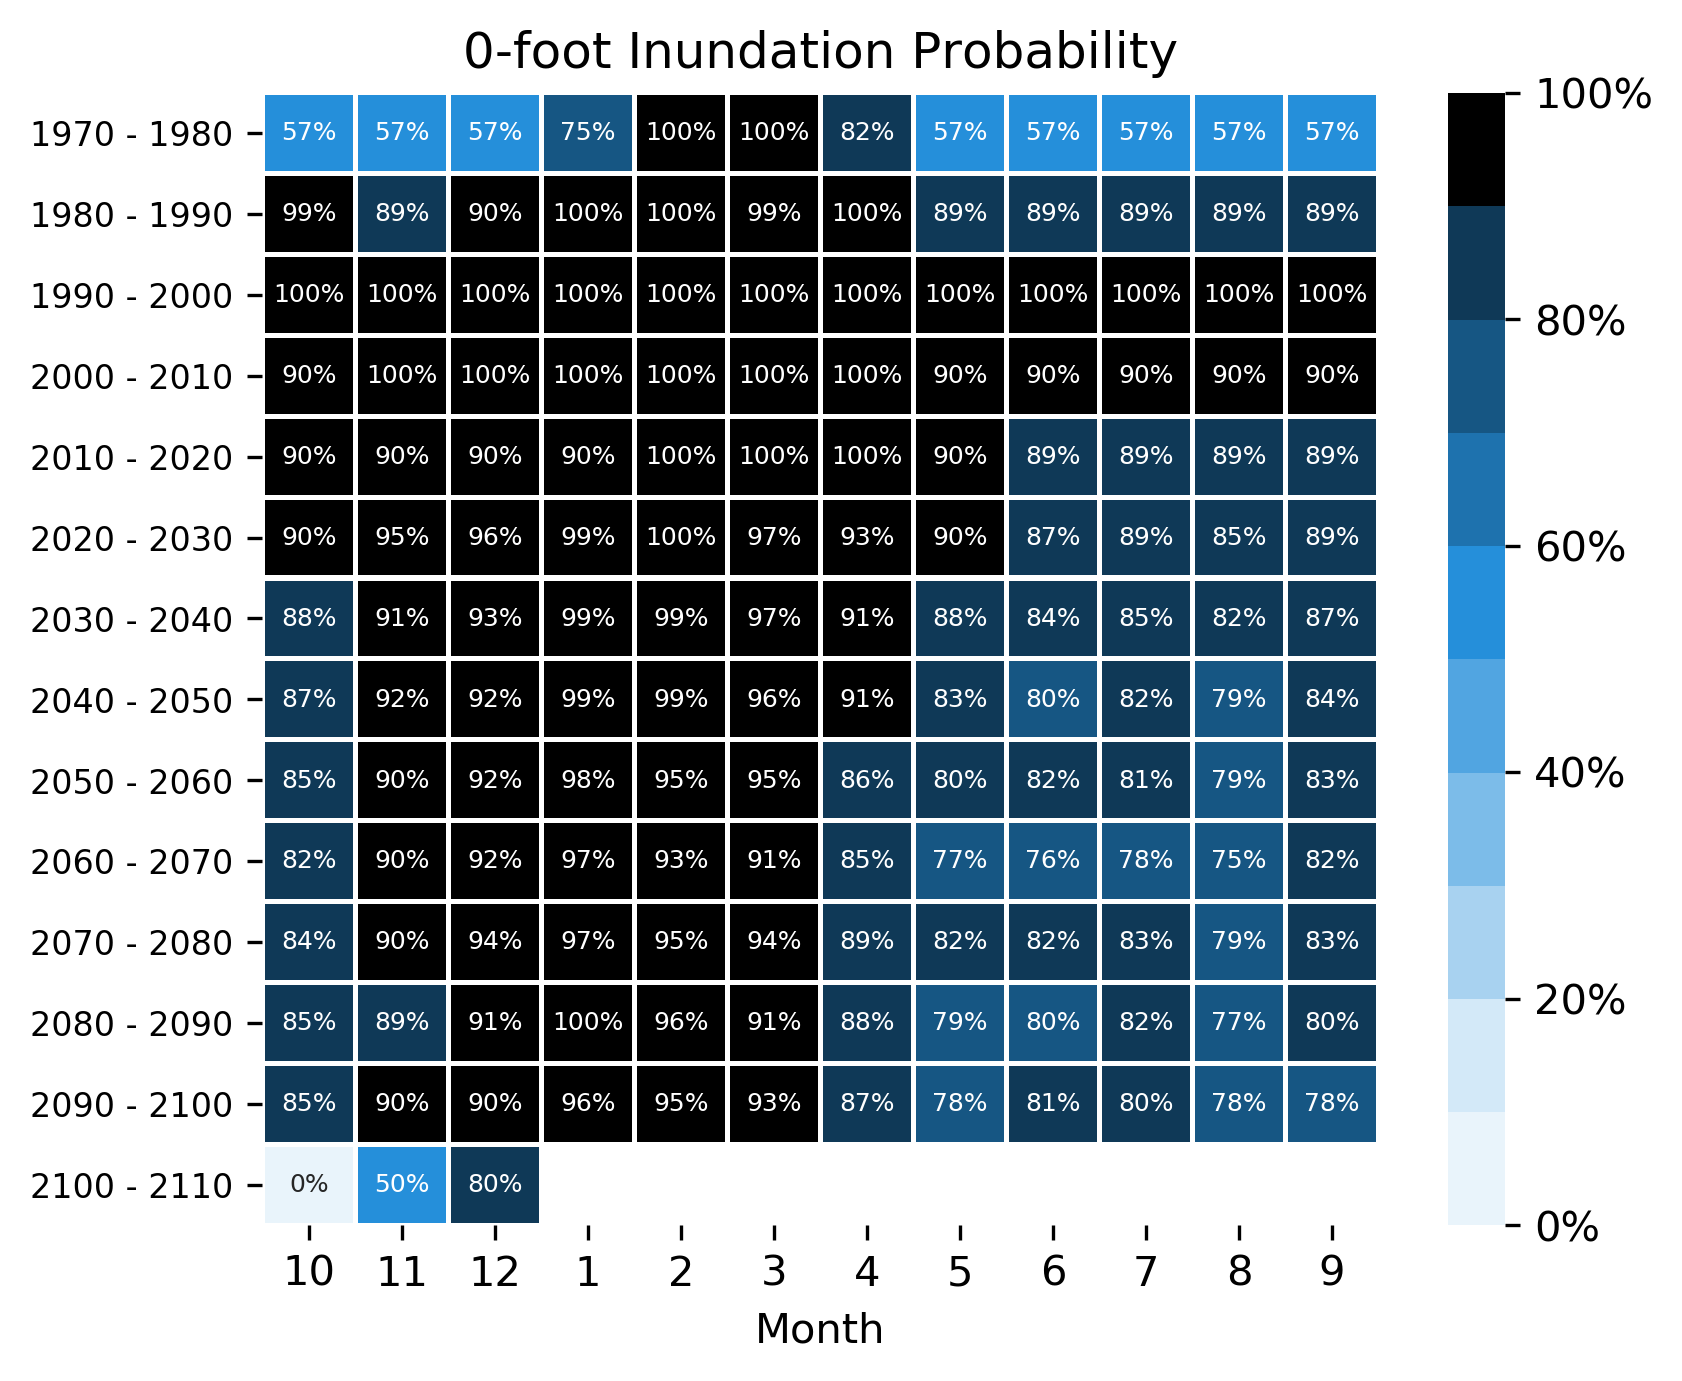 0-foot Inundation Probability
1970 - 1980 57% 57% 57% 75% 100% 100% 82% 57% 57% 57% 57% 57%
1980 - 1990 99% 89% 90% 100% 100% 99% 100% 89% 89% 89% 89% 89%
1990 - 2000 100% 100% 100% 100% 100% 100% 100% 100% 100% 100% 100% 100%
2000 - 2010 90% 100% 100% 100% 100% 100% 100% 90% 90% 90% 90% 90%
2010 - 2020 90% 90% 90% 90% 100% 100% 100% 90% 89% 89% 89% 89%
2020 - 2030 90% 95% 96% 99% 100% 97% 93% 90% 87% 89% 85% 89%
2030 - 2040 88% 91% 93% 99% 99% 97% 91% 88% 84% 85% 82% 87%
2040 - 2050 87% 92% 92% 99% 99% 96% 91% 83% 80% 82% 79% 84%
2050 - 2060 85% 90% 92% 98% 95% 95% 86% 80% 82% 81% 79% 83%
2060 - 2070 82% 90% 92% 97% 93% 91% 85% 77% 76% 78% 75% 82%
2070 - 2080 84% 90% 94% 97% 95% 94% 89% 82% 82% 83% 79% 83%
2080 - 2090 85% 89% 91% 100% 96% 91% 88% 79% 80% 82% 77% 80%
2090 - 2100 85% 90% 90% 96% 95% 93% 87% 78% 81% 80% 78% 78%
2100 - 2110 0% 50% 80%
10 11 12 1 2 3 4 5 6 7 8 9
Month
100%
80%
60%
40%
20%
0%